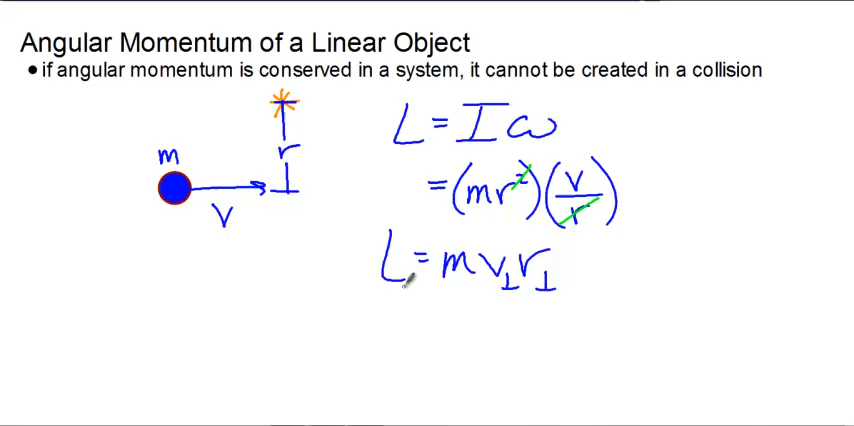 Angular Momentum of a Linear Object
• if angular momentum is conserved in a system, it cannot be created in a collision
m
r
V
L = Iω
= (mr²)(v/r)
L = m v⊥r⊥